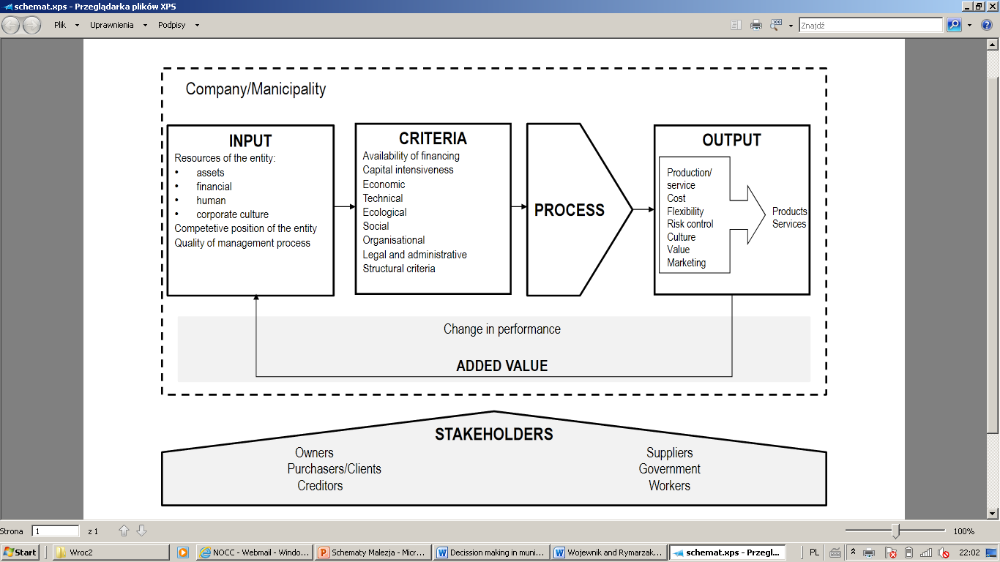 schemat.xps - Przeglądarka plików XPS
Plik Uprawnienia Podpisy
Znajdź
Company/Manicipality
INPUT
Resources of the entity:
• assets
• financial
• human
• corporate culture
Competetive position of the entity
Quality of management process
CRITERIA
Availability of financing
Capital intensiveness
Economic
Technical
Ecological
Social
Organisational
Legal and administrative
Structural criteria
PROCESS
OUTPUT
Production/
service
Cost
Flexibility
Risk control
Culture
Value
Marketing
Products
Services
Change in performance
ADDED VALUE
STAKEHOLDERS
Owners
Purchasers/Clients
Creditors
Suppliers
Government
Workers
Strona 1 z 1
100%
Start Wroc2 NOCC - Webmail - Windo... Schematy Malezja - Micr... Decission making in muni... Wojewnik and Rymarzak... schemat.xps - Przegl... PL 22:02